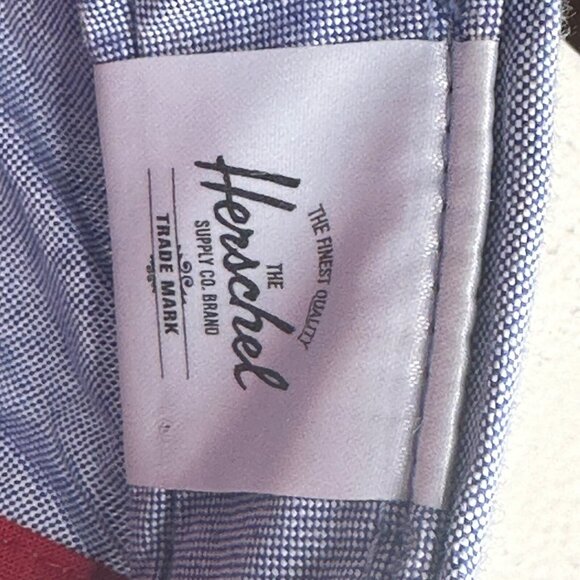 THE FINEST QUALITY
THE
Herschel
SUPPLY CO. BRAND
TRADE MARK